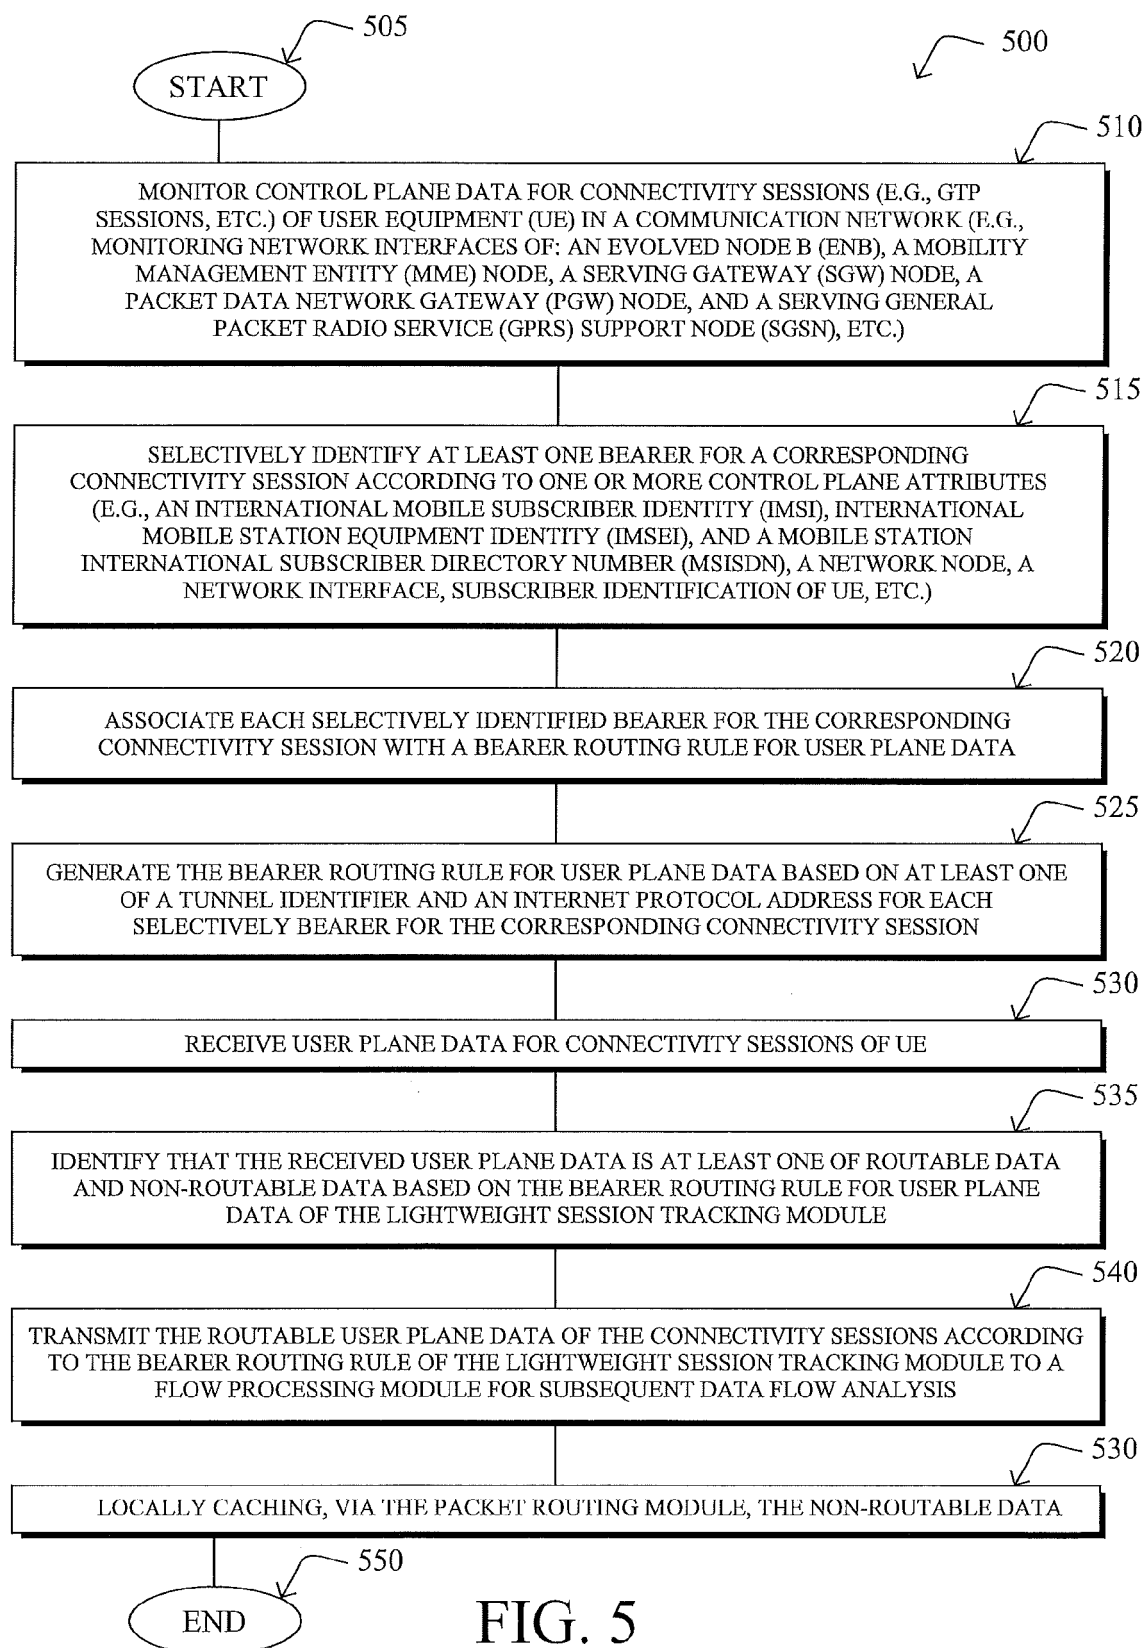 505
500
START
510
MONITOR CONTROL PLANE DATA FOR CONNECTIVITY SESSIONS (E.G., GTP
SESSIONS, ETC.) OF USER EQUIPMENT (UE) IN A COMMUNICATION NETWORK (E.G.,
MONITORING NETWORK INTERFACES OF: AN EVOLVED NODE B (ENB), A MOBILITY
MANAGEMENT ENTITY (MME) NODE, A SERVING GATEWAY (SGW) NODE, A
PACKET DATA NETWORK GATEWAY (PGW) NODE, AND A SERVING GENERAL
PACKET RADIO SERVICE (GPRS) SUPPORT NODE (SGSN), ETC.)
515
SELECTIVELY IDENTIFY AT LEAST ONE BEARER FOR A CORRESPONDING
CONNECTIVITY SESSION ACCORDING TO ONE OR MORE CONTROL PLANE ATTRIBUTES
(E.G., AN INTERNATIONAL MOBILE SUBSCRIBER IDENTITY (IMSI), INTERNATIONAL
MOBILE STATION EQUIPMENT IDENTITY (IMSEI), AND A MOBILE STATION
INTERNATIONAL SUBSCRIBER DIRECTORY NUMBER (MSISDN), A NETWORK NODE, A
NETWORK INTERFACE, SUBSCRIBER IDENTIFICATION OF UE, ETC.)
520
ASSOCIATE EACH SELECTIVELY IDENTIFIED BEARER FOR THE CORRESPONDING
CONNECTIVITY SESSION WITH A BEARER ROUTING RULE FOR USER PLANE DATA
525
GENERATE THE BEARER ROUTING RULE FOR USER PLANE DATA BASED ON AT LEAST ONE
OF A TUNNEL IDENTIFIER AND AN INTERNET PROTOCOL ADDRESS FOR EACH
SELECTIVELY BEARER FOR THE CORRESPONDING CONNECTIVITY SESSION
530
RECEIVE USER PLANE DATA FOR CONNECTIVITY SESSIONS OF UE
535
IDENTIFY THAT THE RECEIVED USER PLANE DATA IS AT LEAST ONE OF ROUTABLE DATA
AND NON-ROUTABLE DATA BASED ON THE BEARER ROUTING RULE FOR USER PLANE
DATA OF THE LIGHTWEIGHT SESSION TRACKING MODULE
540
TRANSMIT THE ROUTABLE USER PLANE DATA OF THE CONNECTIVITY SESSIONS ACCORDING
TO THE BEARER ROUTING RULE OF THE LIGHTWEIGHT SESSION TRACKING MODULE TO A
FLOW PROCESSING MODULE FOR SUBSEQUENT DATA FLOW ANALYSIS
530
LOCALLY CACHING, VIA THE PACKET ROUTING MODULE, THE NON-ROUTABLE DATA
550
END
FIG. 5